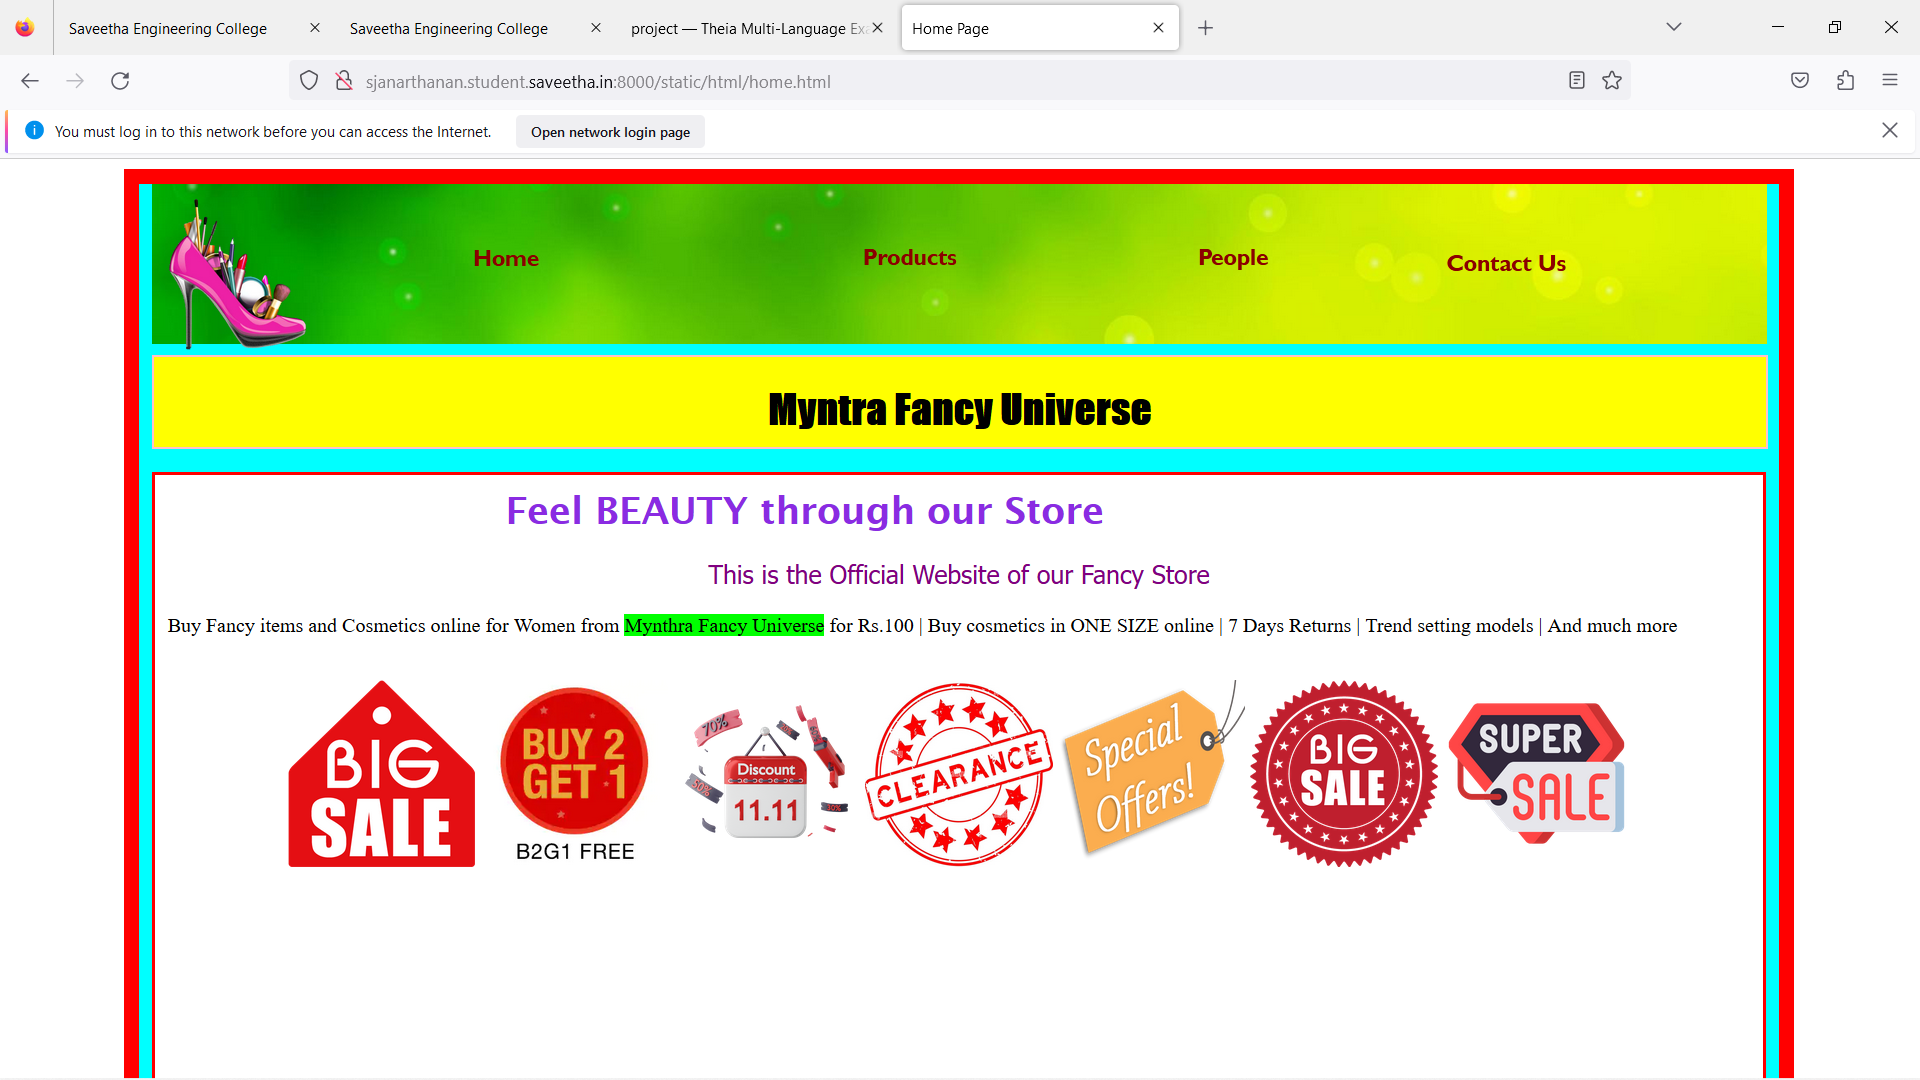 Saveetha Engineering College
Saveetha Engineering College
project — Theia Multi-Language Exa
Home Page
sjanarthanan.student.saveetha.in:8000/static/html/home.html
You must log in to this network before you can access the Internet.
Open network login page
Home
Products
People
Contact Us
Myntra Fancy Universe
Feel BEAUTY through our Store
This is the Official Website of our Fancy Store
Buy Fancy items and Cosmetics online for Women from Mynthra Fancy Universe for Rs.100 | Buy cosmetics in ONE SIZE online | 7 Days Returns | Trend setting models | And much more
BIG
SALE
BUY 2
GET 1
B2G1 FREE
70%
50%
Discount
11.11
CLEARANCE
Special
Offers!
BIG
SALE
SUPER
SALE